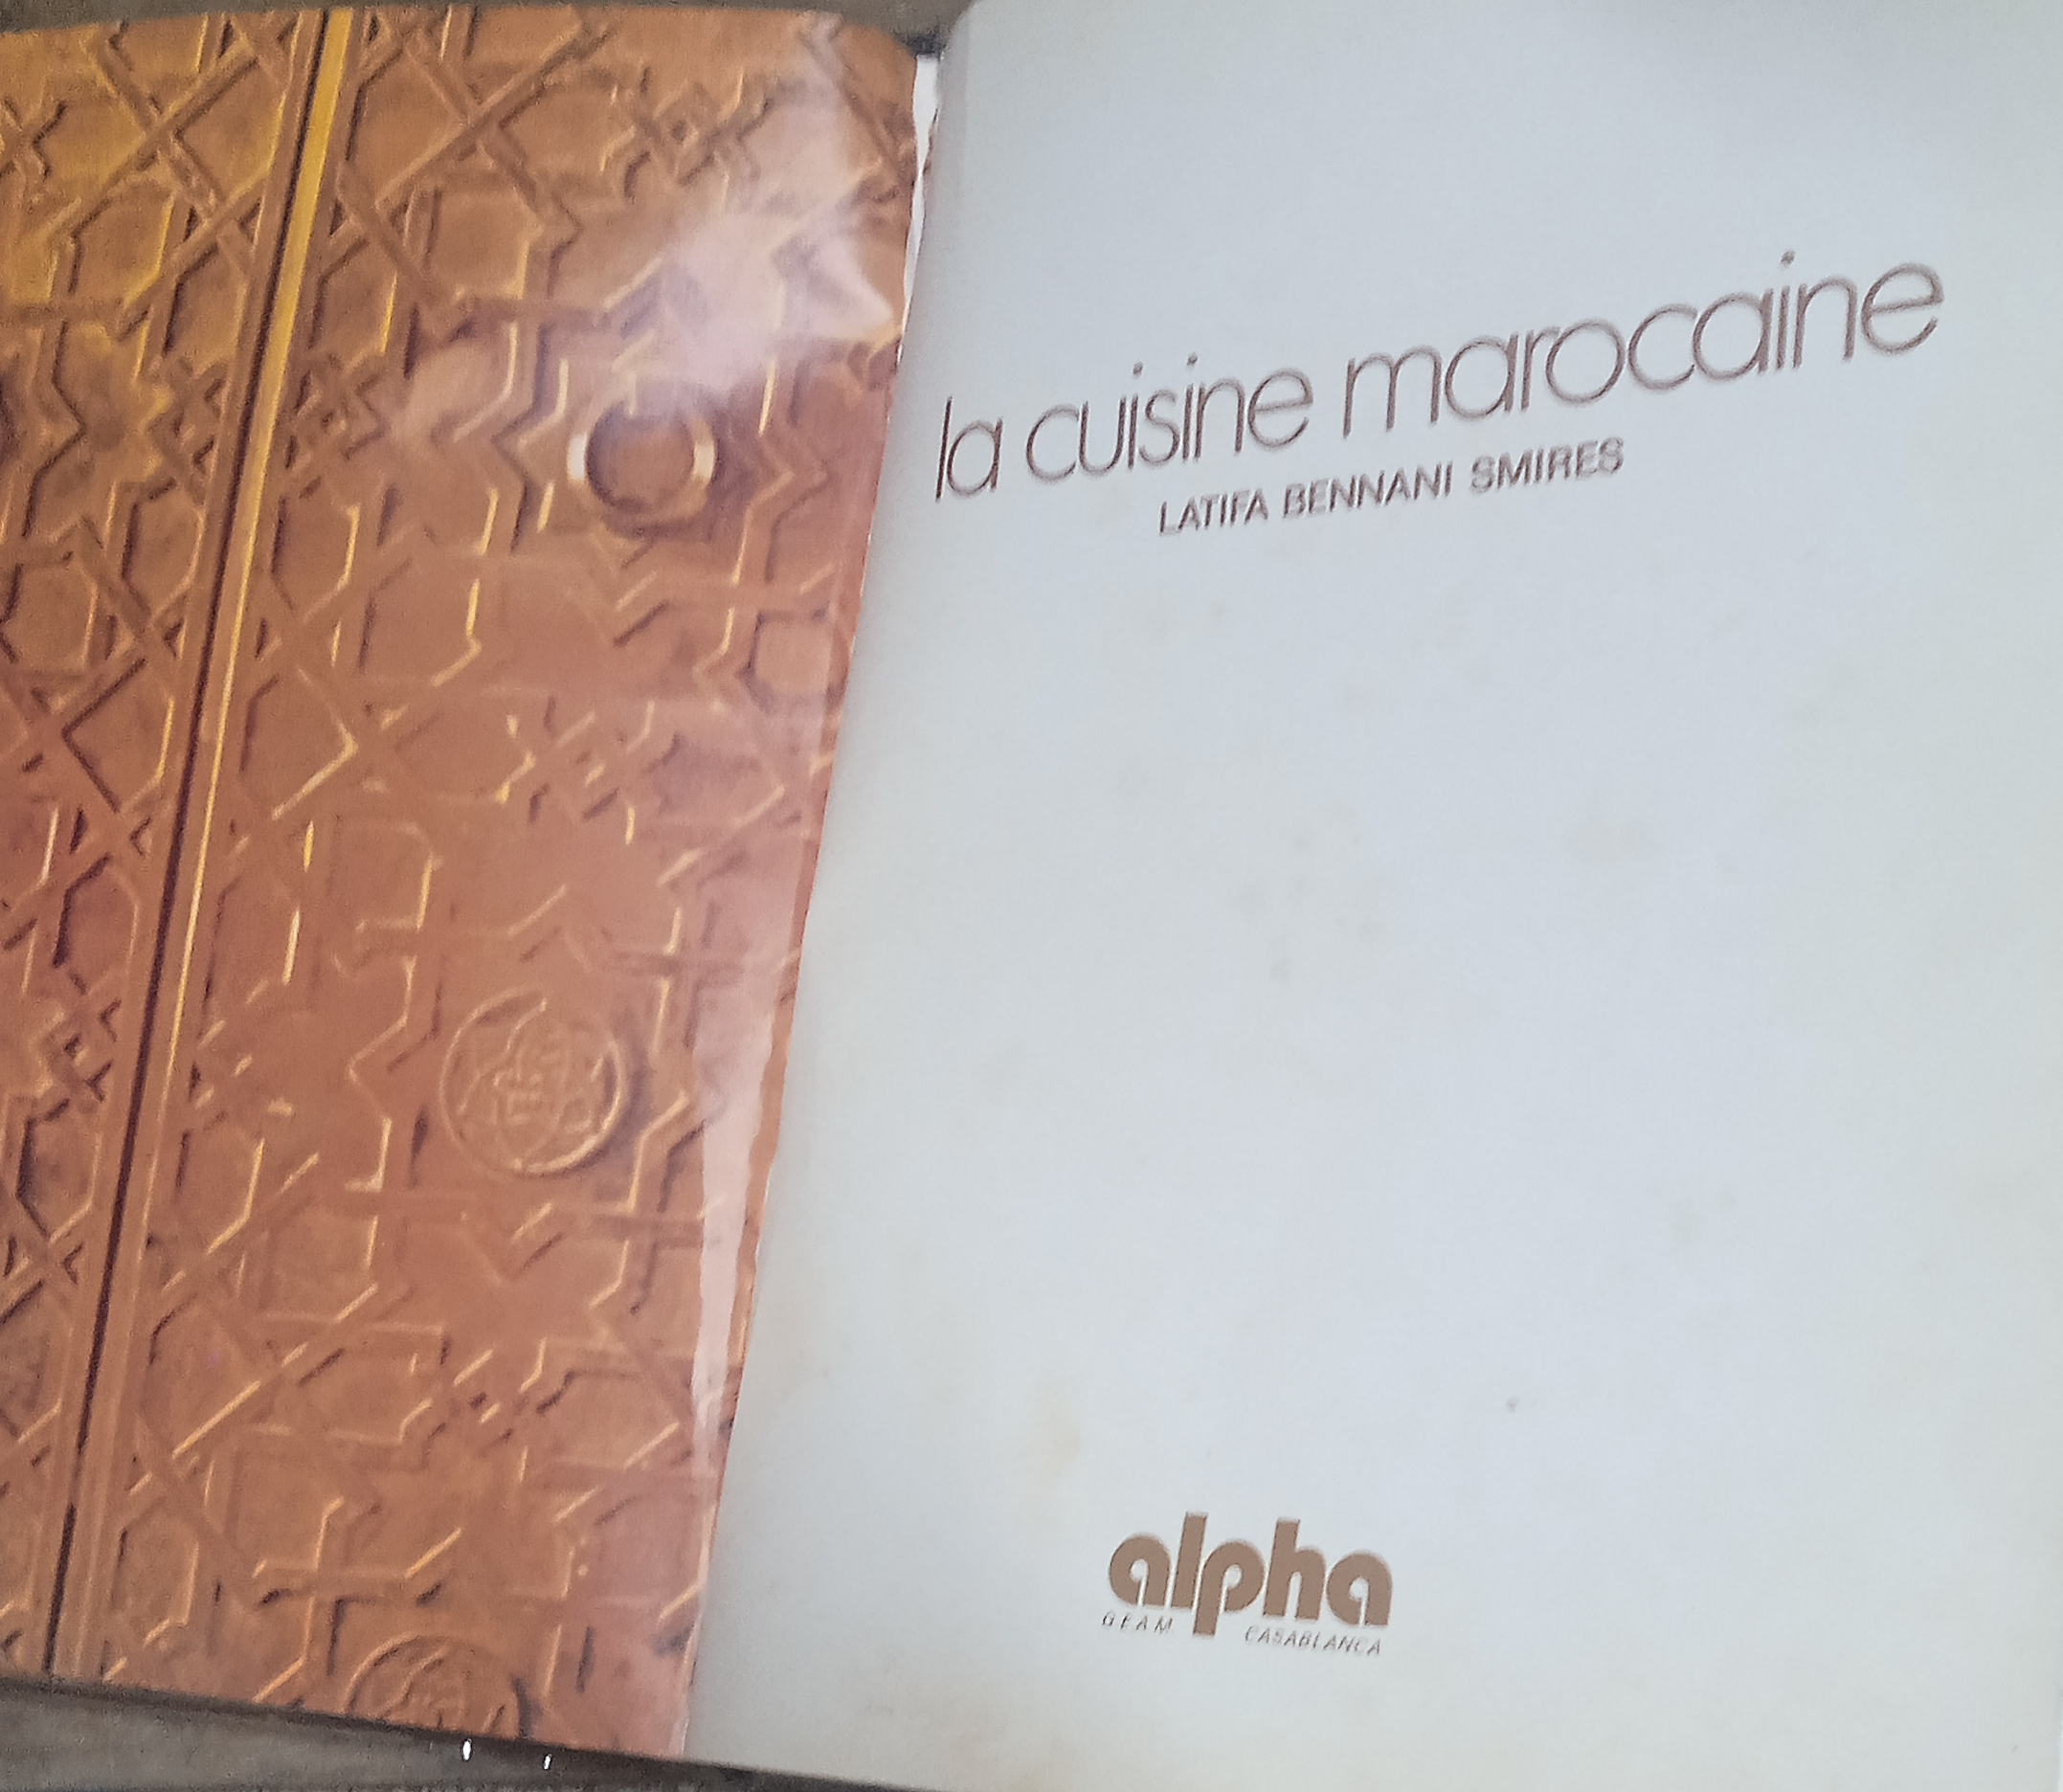 la cuisine marocaine
LATIFA BENNANI SMIRES
alpha
GEAM CASABLANCA